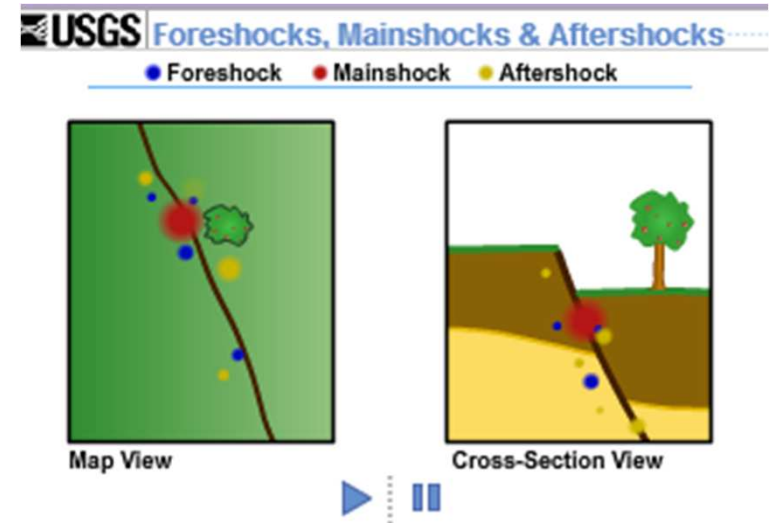 USGS Foreshocks, Mainshocks & Aftershocks
Foreshock Mainshock Aftershock
Map View Cross-Section View